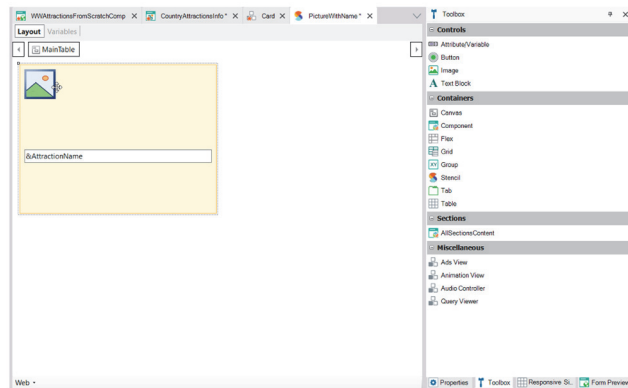 WWAttractionsFromScratchComp X CountryAttractionsInfo* X Card X PictureWithName* X
Toolbox
Layout Variables
MainTable
&AttractionName
Web
Controls
Attribute/Variable
Button
Image
Text Block
Containers
Canvas
Component
Flex
Grid
Group
Stencil
Tab
Table
Sections
AllSectionsContent
Miscellaneous
Ads View
Animation View
Audio Controller
Query Viewer
Properties Toolbox Responsive Si.. Form Preview